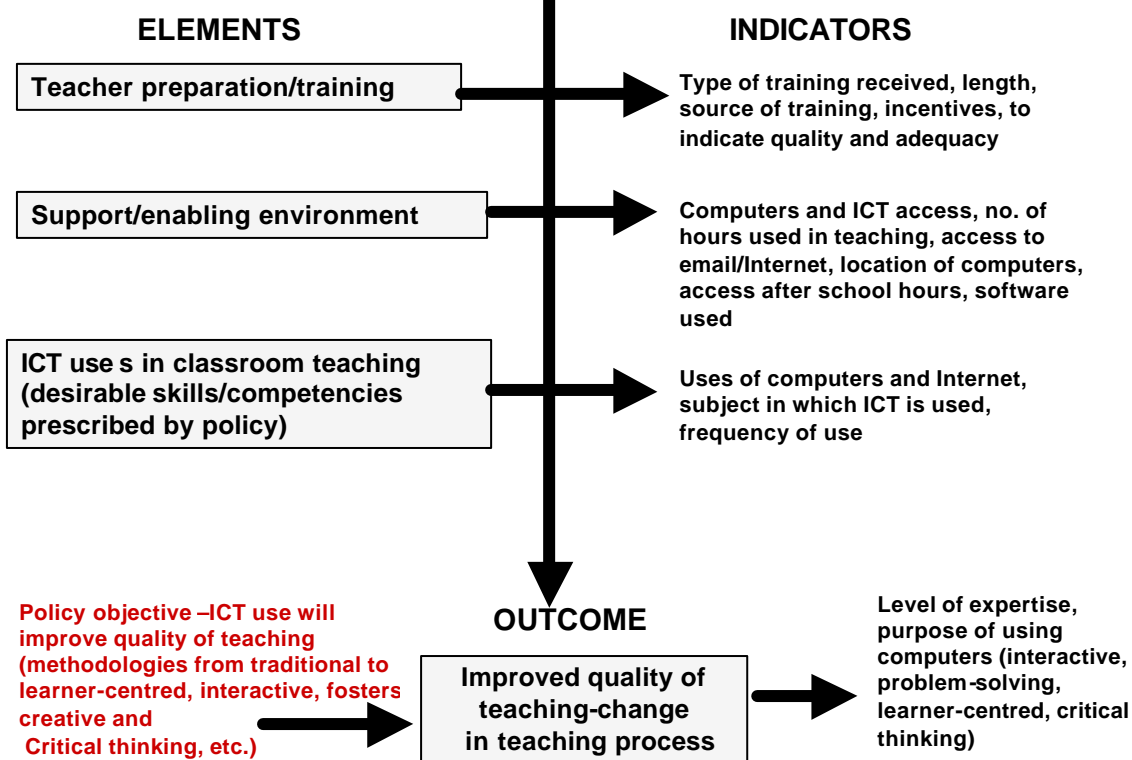 ELEMENTS
INDICATORS
Teacher preparation/training
Type of training received, length,
source of training, incentives, to
indicate quality and adequacy
Support/enabling environment
Computers and ICT access, no. of
hours used in teaching, access to
email/Internet, location of computers,
access after school hours, software
used
ICT use s in classroom teaching
(desirable skills/competencies
prescribed by policy)
Uses of computers and Internet,
subject in which ICT is used,
frequency of use
Policy objective –ICT use will
improve quality of teaching
(methodologies from traditional to
learner-centred, interactive, fosters
creative and
Critical thinking, etc.)
OUTCOME
Improved quality of
teaching-change
in teaching process
Level of expertise,
purpose of using
computers (interactive,
problem-solving,
learner-centred, critical
thinking)